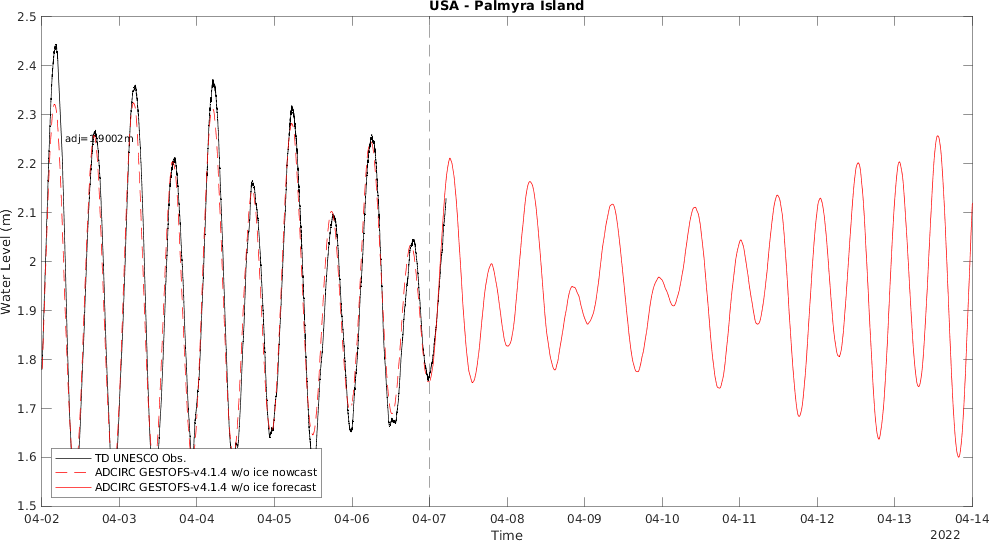 USA - Palmyra Island
Water Level (m)
2.5
2.4
2.3
2.2
2.1
2
1.9
1.8
1.7
1.6
1.5
adj=1.9002m
TD UNESCO Obs.
ADCIRC GESTOFS-v4.1.4 w/o ice nowcast
ADCIRC GESTOFS-v4.1.4 w/o ice forecast
04-02 04-03 04-04 04-05 04-06 04-07 04-08 04-09 04-10 04-11 04-12 04-13 04-14
Time
2022